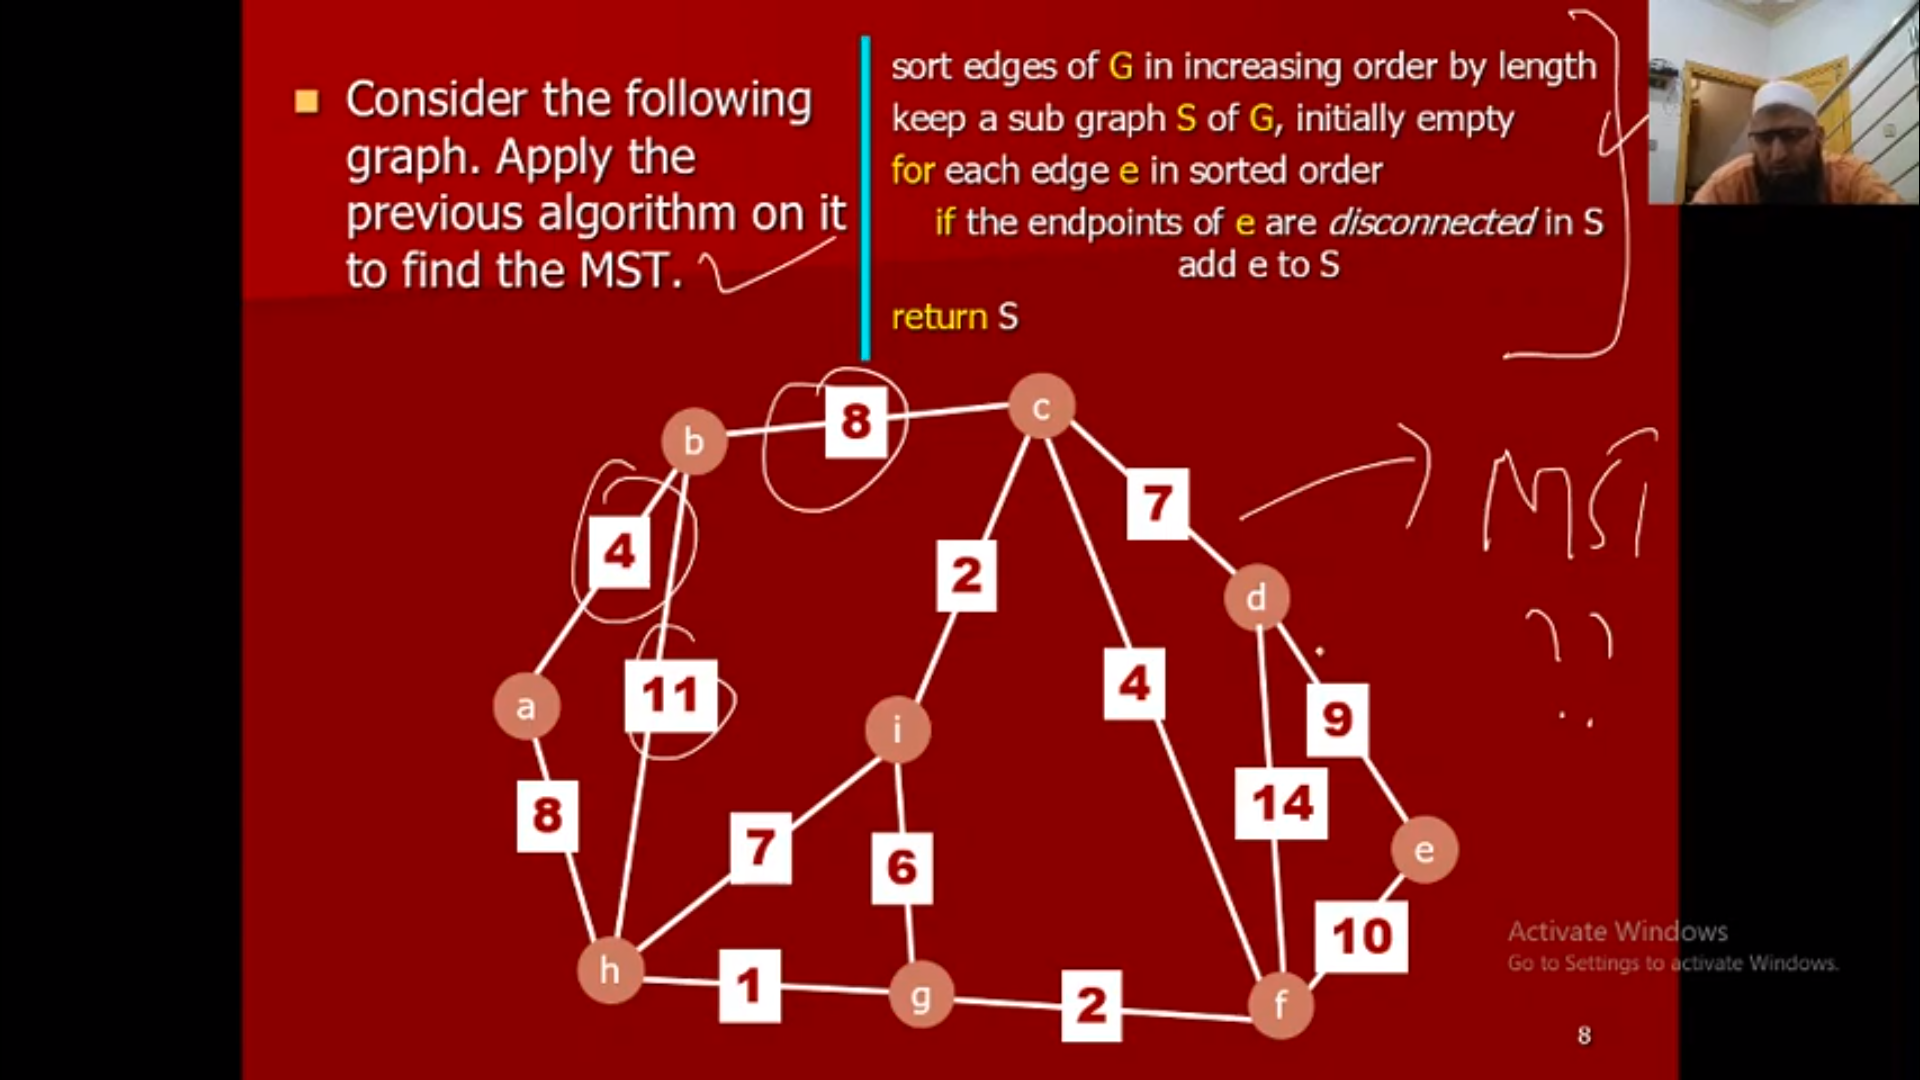 Consider the following
graph. Apply the
previous algorithm on it
to find the MST.
sort edges of G in increasing order by length
keep a sub graph S of G, initially empty
for each edge e in sorted order
if the endpoints of e are disconnected in S
add e to S
return S
b
8
c
4
7
2
d
MST
??
a
11
i
4
9
8
7
6
14
e
10
h
1
g
2
f
Activate Windows
Go to Settings to activate Windows.
8